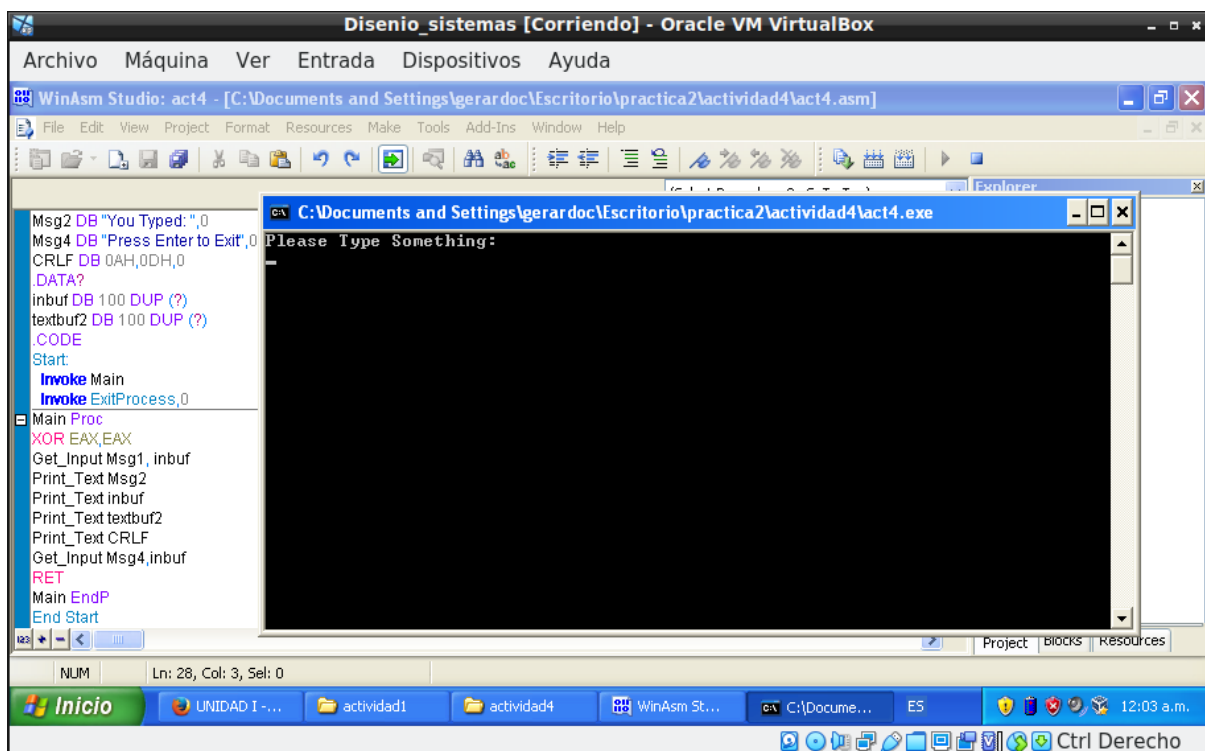 Disenio_sistemas [Corriendo] - Oracle VM VirtualBox
Archivo Máquina Ver Entrada Dispositivos Ayuda
WinAsm Studio: act4 - [C:\Documents and Settings\gerardoc\Escritorio\practica2\actividad4\act4.asm]
File Edit View Project Format Resources Make Tools Add-Ins Window Help
Explorer
C:\Documents and Settings\gerardoc\Escritorio\practica2\actividad4\act4.exe
Please Type Something:
Msg2 DB "You Typed: ",0
Msg4 DB "Press Enter to Exit",0
CRLF DB 0AH,0DH,0
.DATA?
inbuf DB 100 DUP (?)
textbuf2 DB 100 DUP (?)
.CODE
Start:
Invoke Main
Invoke ExitProcess,0
Main Proc
XOR EAX,EAX
Get_Input Msg1, inbuf
Print_Text Msg2
Print_Text inbuf
Print_Text textbuf2
Print_Text CRLF
Get_Input Msg4,inbuf
RET
Main EndP
End Start
Project Blocks Resources
NUM Ln: 28, Col: 3, Sel: 0
Inicio UNIDAD I -... actividad1 actividad4 WinAsm St... C:\Docume... ES 12:03 a.m.
Ctrl Derecho